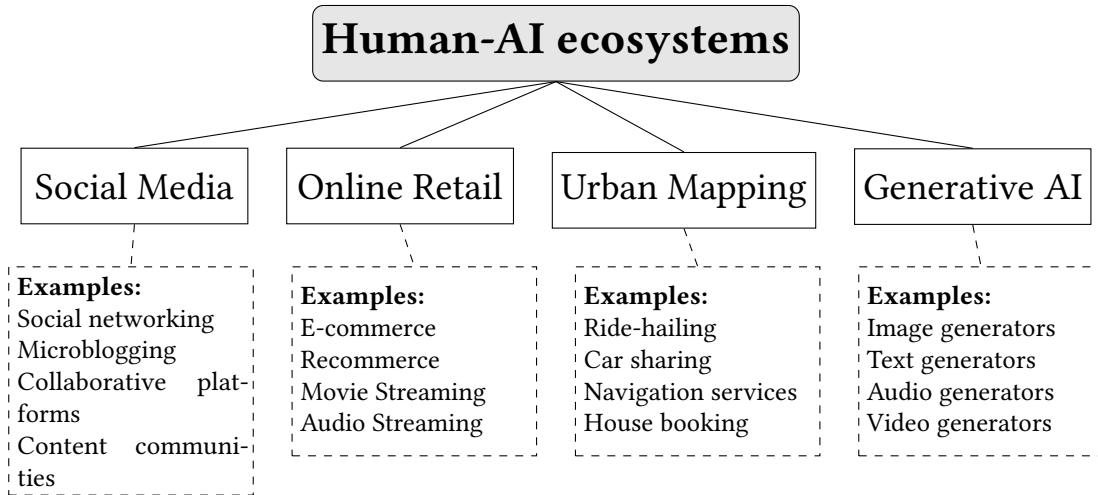 Human-AI ecosystems
Social Media
Online Retail
Urban Mapping
Generative AI
Examples:
Social networking
Microblogging
Collaborative plat-
forms
Content communi-
ties
Examples:
E-commerce
Recommerce
Movie Streaming
Audio Streaming
Examples:
Ride-hailing
Car sharing
Navigation services
House booking
Examples:
Image generators
Text generators
Audio generators
Video generators